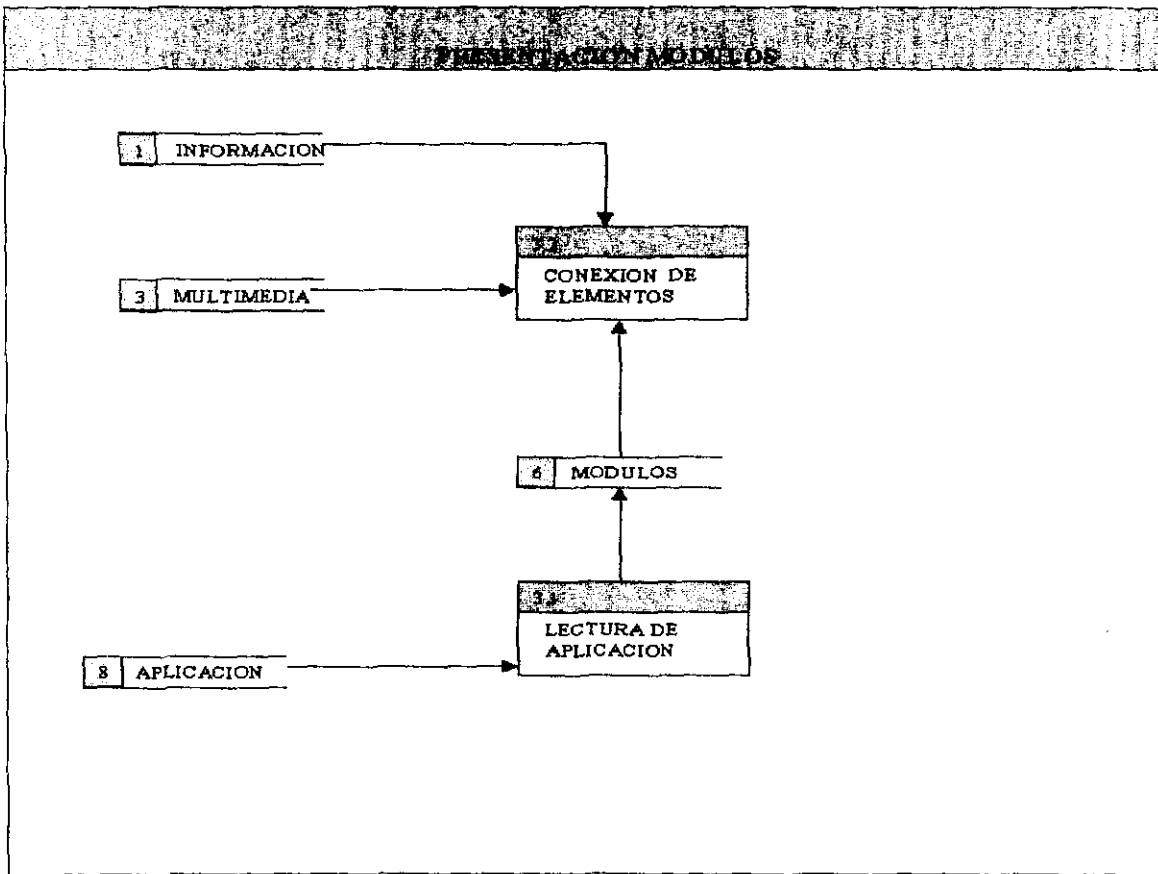 PRESENTACION MODULOS
1 INFORMACION
3 MULTIMEDIA
CONEXION DE
ELEMENTOS
6 MODULOS
LECTURA DE
APLICACION
8 APLICACION